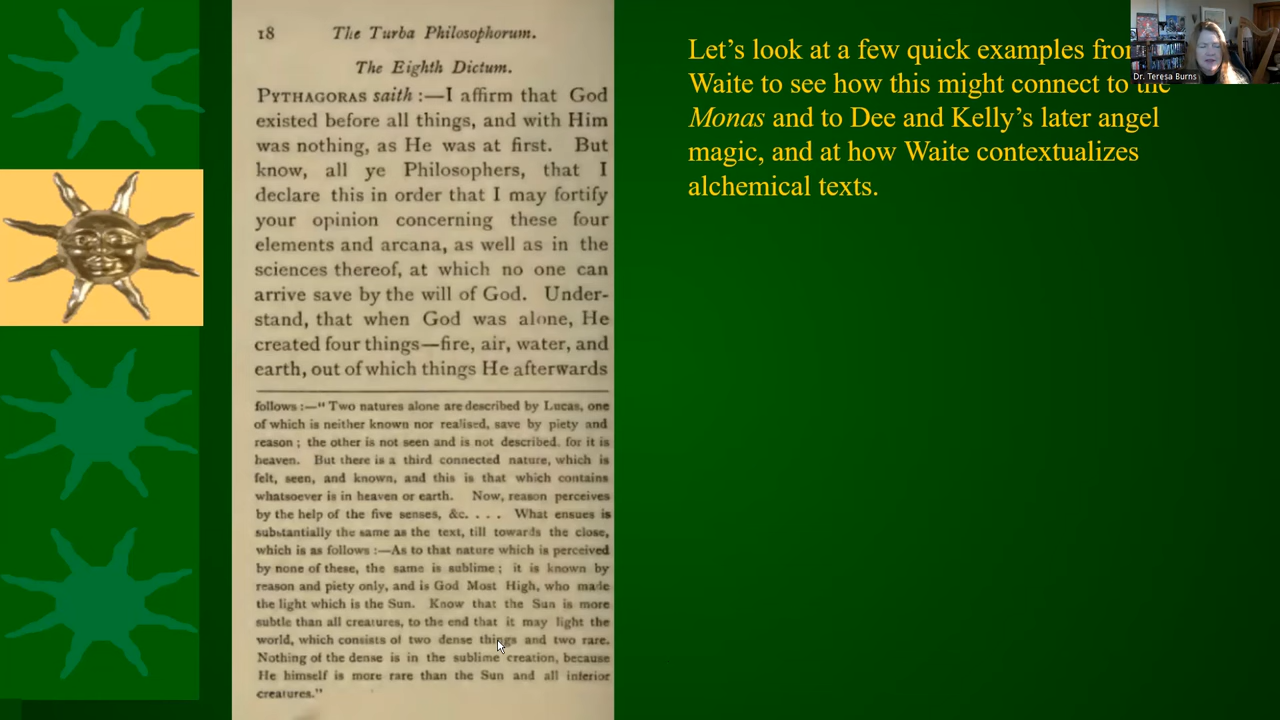 18 The Turba Philosophorum.
The Eighth Dictum.
PYTHAGORAS saith :—I affirm that God
existed before all things, and with Him
was nothing, as He was at first. But
know, all ye Philosophers, that I
declare this in order that I may fortify
your opinion concerning these four
elements and arcana, as well as in the
sciences thereof, at which no one can
arrive save by the will of God. Under-
stand, that when God was alone, He
created four things—fire, air, water, and
earth, out of which things He afterwards
follows :—" Two natures alone are described by Lucas, one
of which is neither known nor realised, save by piety and
reason ; the other is not seen and is not described. for it is
heaven. But there is a third connected nature, which is
felt, seen, and known, and this is that which contains
whatsoever is in heaven or earth. Now, reason perceives
by the help of the five senses, &c. . . . What ensues is
substantially the same as the text, till towards the close,
which is as follows :—As to that nature which is perceived
by none of these, the same is sublime ; it is known by
reason and piety only, and is God Most High, who made
the light which is the Sun. Know that the Sun is more
subtle than all creatures, to the end that it may light the
world, which consists of two dense things and two rare.
Nothing of the dense is in the sublime creation, because
He himself is more rare than the Sun and all inferior
creatures."
Let's look at a few quick examples
Waite to see how this might connect to the
Monas and to Dee and Kelly's later angel
magic, and at how Waite contextualizes
alchemical texts.
Dr. Teresa Burns